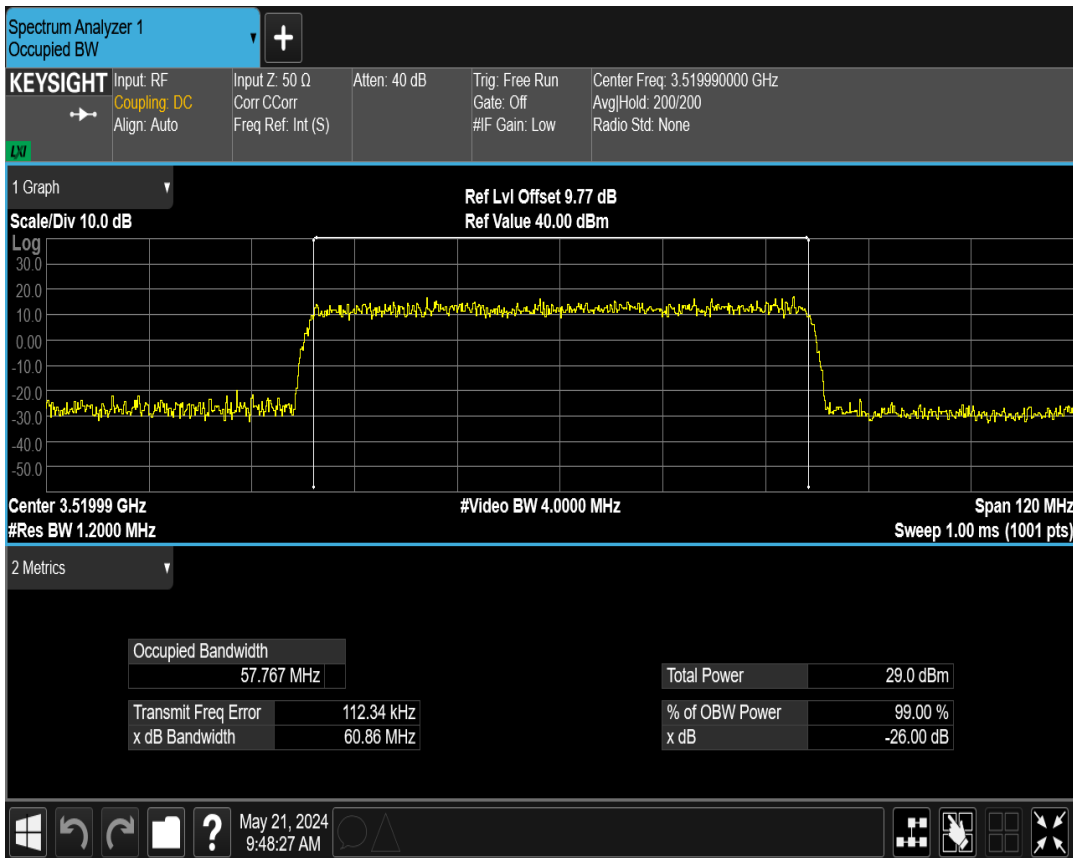 Spectrum Analyzer 1
Occupied BW
KEYSIGHT
Input: RF
Coupling: DC
Align: Auto
Input Z: 50 Ω
Corr CCorr
Freq Ref: Int (S)
Atten: 40 dB
Trig: Free Run
Gate: Off
#IF Gain: Low
Center Freq: 3.519990000 GHz
Avg|Hold: 200/200
Radio Std: None
LXI
1 Graph
Scale/Div 10.0 dB
Ref Lvl Offset 9.77 dB
Ref Value 40.00 dBm
Log
30.0
20.0
10.0
0.00
-10.0
-20.0
-30.0
-40.0
-50.0
Center 3.51999 GHz
#Video BW 4.0000 MHz
Span 120 MHz
#Res BW 1.2000 MHz
Sweep 1.00 ms (1001 pts)
2 Metrics
Occupied Bandwidth
57.767 MHz
Total Power 29.0 dBm
Transmit Freq Error 112.34 kHz
% of OBW Power 99.00 %
x dB Bandwidth 60.86 MHz
x dB -26.00 dB
?
May 21, 2024
9:48:27 AM